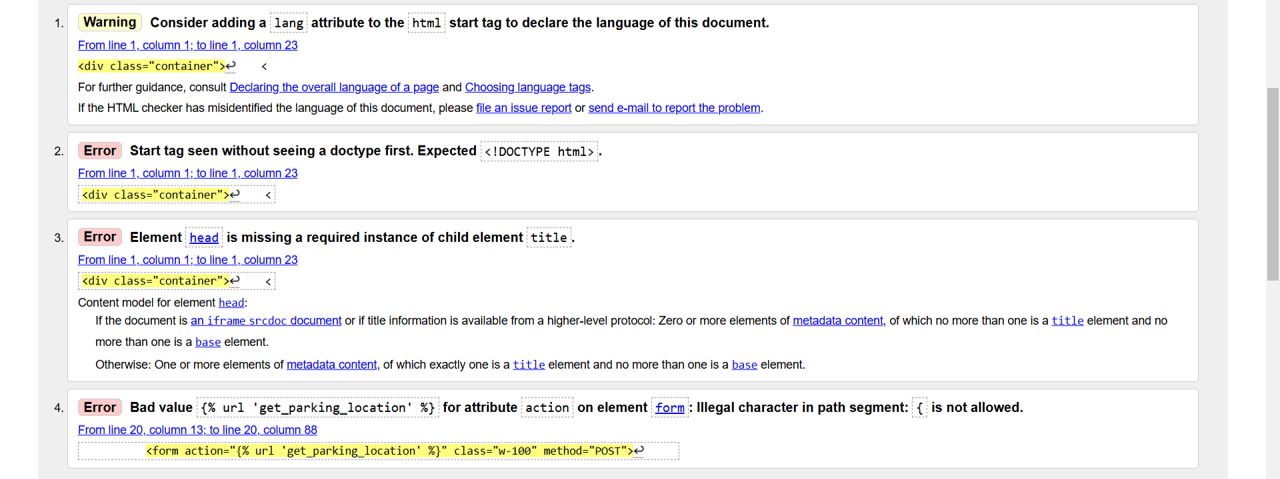 1. Warning Consider adding a lang attribute to the html start tag to declare the language of this document.
From line 1, column 1; to line 1, column 23
<div class="container">↩    <
For further guidance, consult Declaring the overall language of a page and Choosing language tags.
If the HTML checker has misidentified the language of this document, please file an issue report or send e-mail to report the problem.
2. Error Start tag seen without seeing a doctype first. Expected <!DOCTYPE html>.
From line 1, column 1; to line 1, column 23
<div class="container">↩    <
3. Error Element head is missing a required instance of child element title.
From line 1, column 1; to line 1, column 23
<div class="container">↩    <
Content model for element head:
If the document is an iframe srcdoc document or if title information is available from a higher-level protocol: Zero or more elements of metadata content, of which no more than one is a title element and no
more than one is a base element.
Otherwise: One or more elements of metadata content, of which exactly one is a title element and no more than one is a base element.
4. Error Bad value {% url 'get_parking_location' %} for attribute action on element form: Illegal character in path segment: { is not allowed.
From line 20, column 13; to line 20, column 88
<form action="{% url 'get_parking_location' %}" class="w-100" method="POST">↩